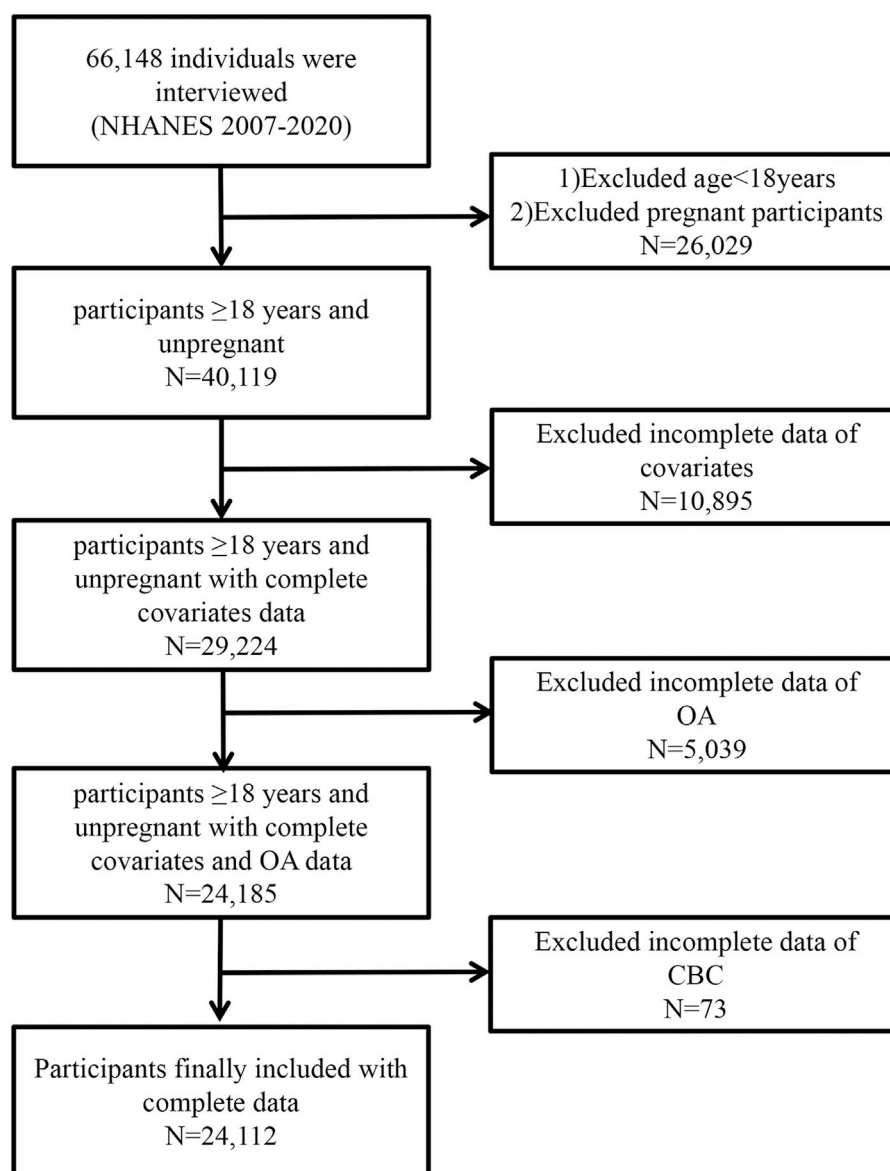 66,148 individuals were
interviewed
(NHANES 2007-2020)
1)Excluded age<18years
2)Excluded pregnant participants
N=26,029
participants ≥18 years and
unpregnant
N=40,119
Excluded incomplete data of
covariates
N=10,895
participants ≥18 years and
unpregnant with complete
covariates data
N=29,224
Excluded incomplete data of
OA
N=5,039
participants ≥18 years and
unpregnant with complete
covariates and OA data
N=24,185
Excluded incomplete data of
CBC
N=73
Participants finally included with
complete data
N=24,112